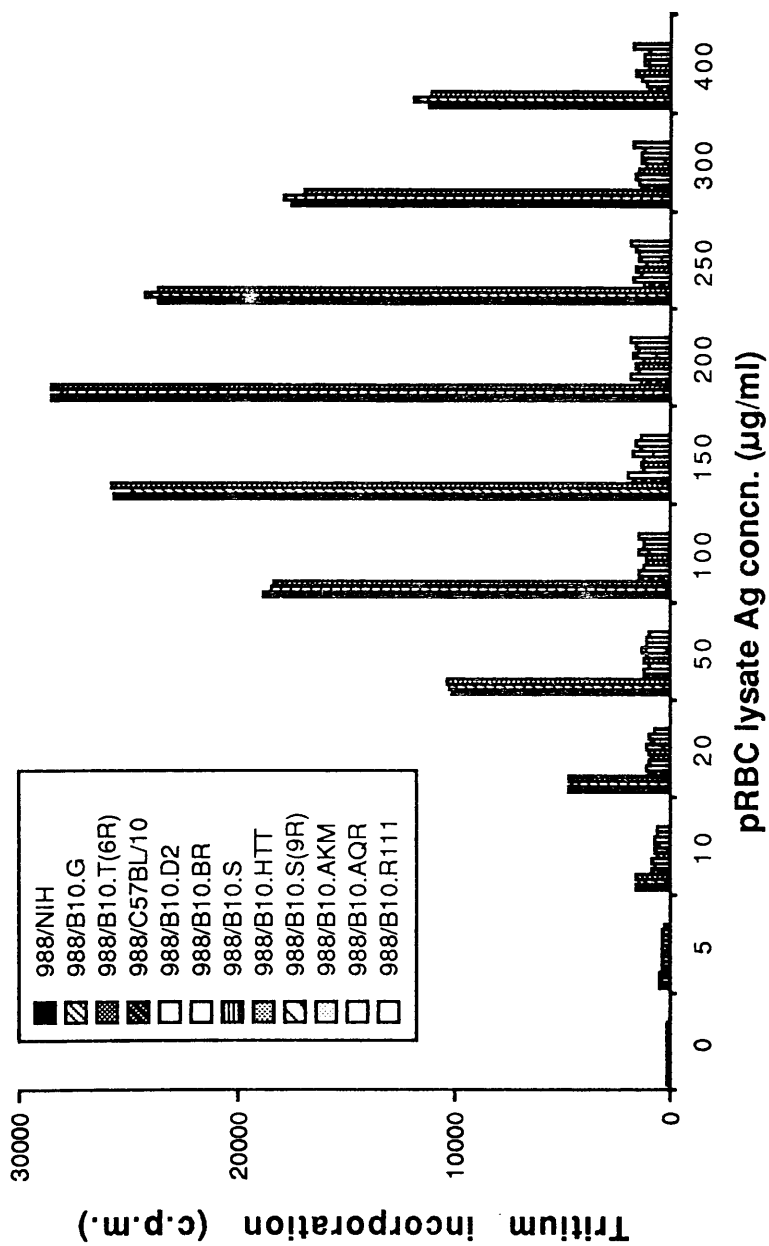 Tritium incorporation (c.p.m.)
30000
20000
10000
0
988/NIH
988/B10.G
988/B10.T(6R)
988/C57BL/10
988/B10.D2
988/B10.BR
988/B10.S
988/B10.HTT
988/B10.S(9R)
988/B10.AKM
988/B10.AQR
988/B10.R111
0 5 10 20 50 100 150 200 250 300 400
pRBC lysate Ag concn. (µg/ml)